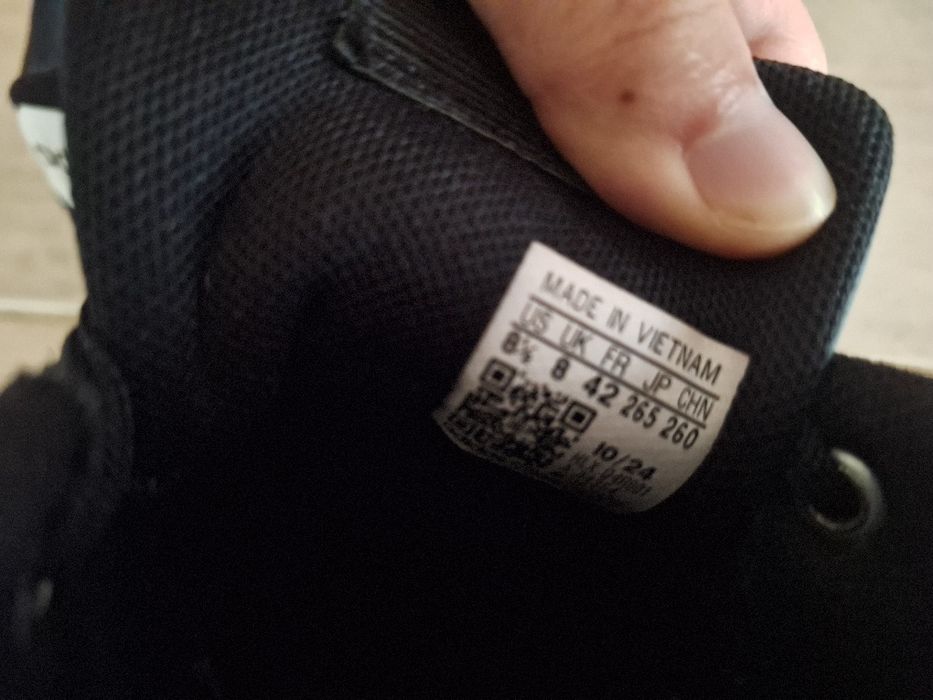 MADE IN VIETNAM
US UK FR JP CHN
8½ 8 42 265 260
10/24